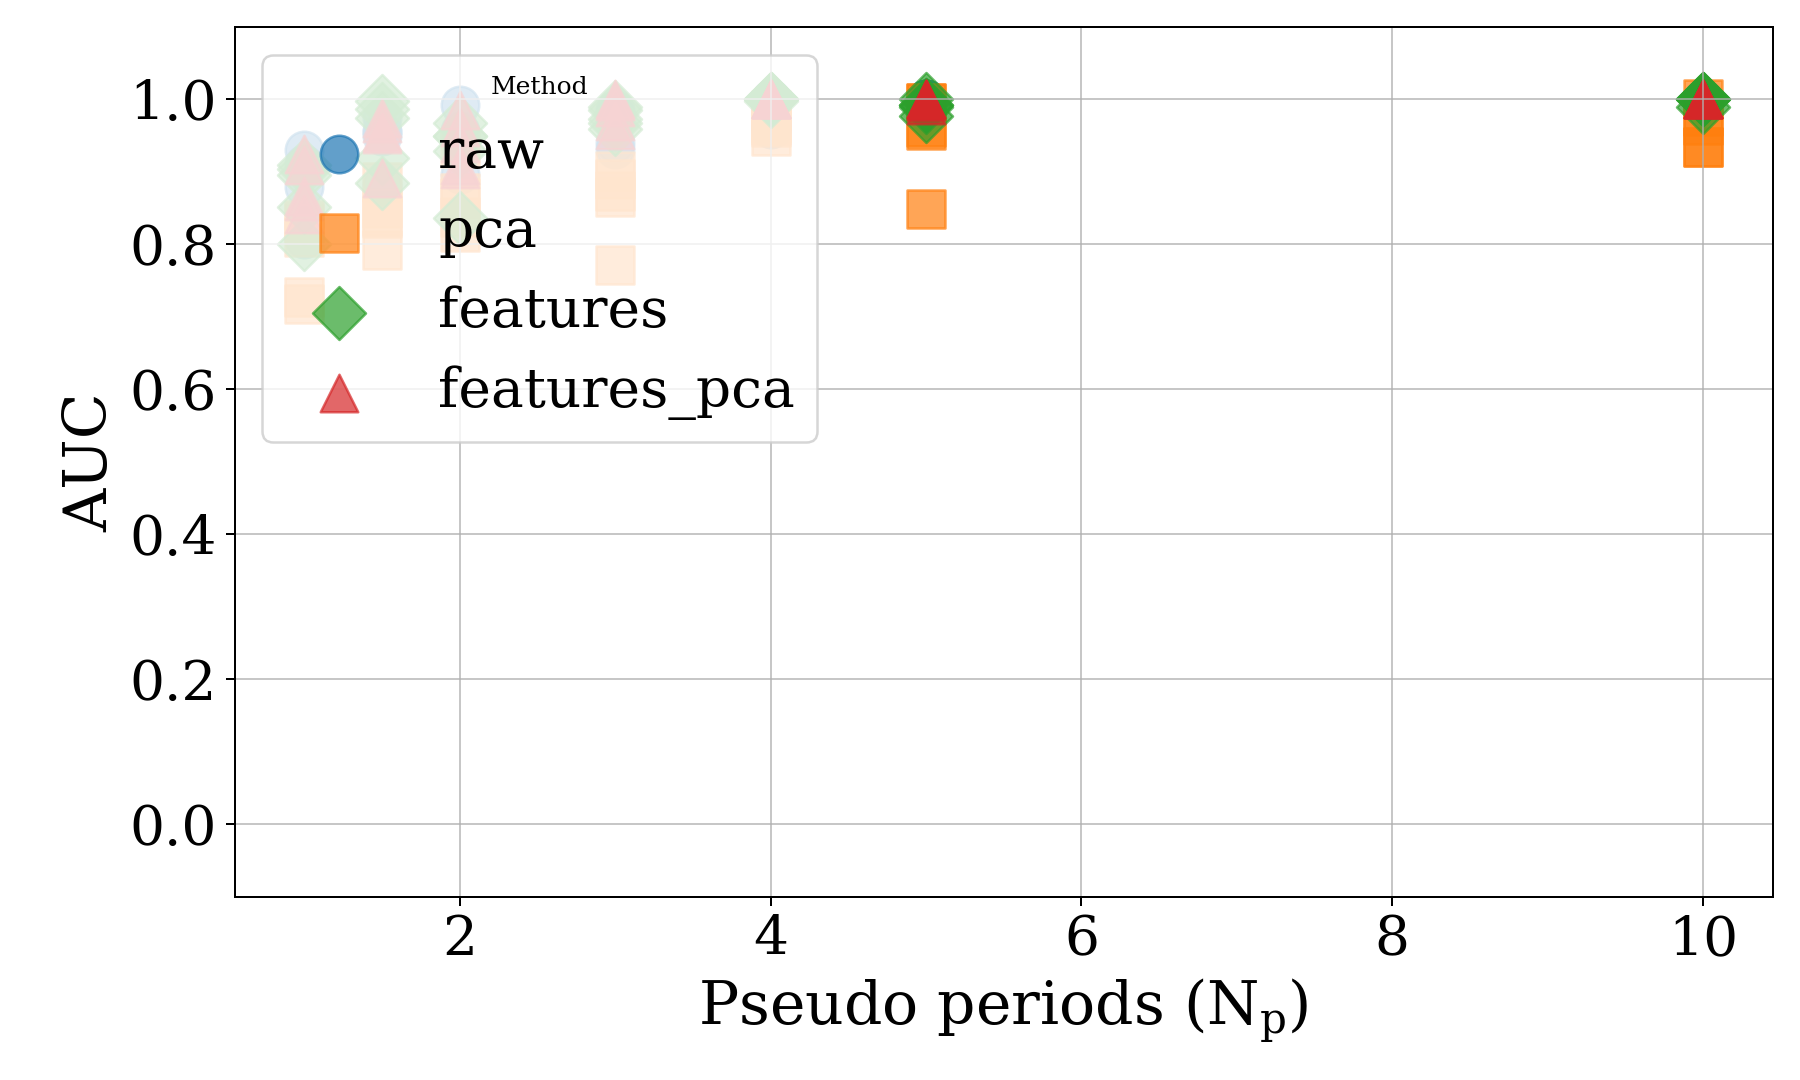 Method
raw
pca
features
features_pca
1.0
0.8
0.6
0.4
0.2
0.0
AUC
2 4 6 8 10
Pseudo periods (Np)